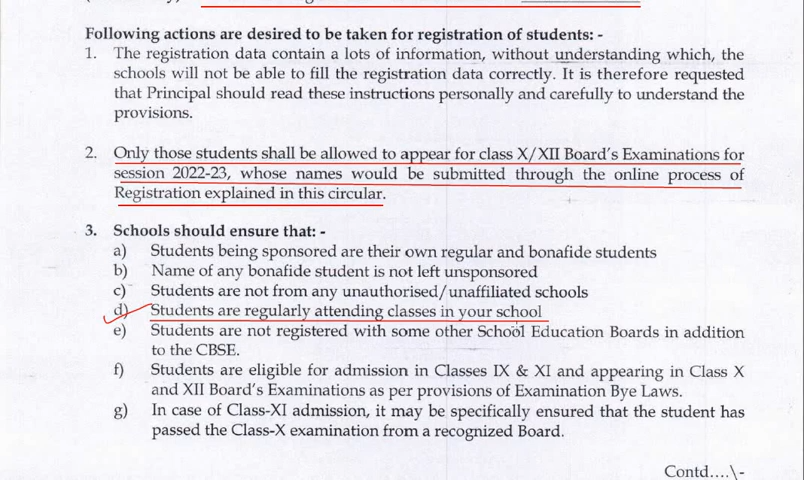 Following actions are desired to be taken for registration of students: -
1. The registration data contain a lots of information, without understanding which, the
schools will not be able to fill the registration data correctly. It is therefore requested
that Principal should read these instructions personally and carefully to understand the
provisions.
2. Only those students shall be allowed to appear for class X/XII Board's Examinations for
session 2022-23, whose names would be submitted through the online process of
Registration explained in this circular.
3. Schools should ensure that: -
a) Students being sponsored are their own regular and bonafide students
b) Name of any bonafide student is not left unsponsored
c) Students are not from any unauthorised/unaffiliated schools
d) Students are regularly attending classes in your school
e) Students are not registered with some other School Education Boards in addition
to the CBSE.
f) Students are eligible for admission in Classes IX & XI and appearing in Class X
and XII Board's Examinations as per provisions of Examination Bye Laws.
g) In case of Class-XI admission, it may be specifically ensured that the student has
passed the Class-X examination from a recognized Board.
Contd....\-